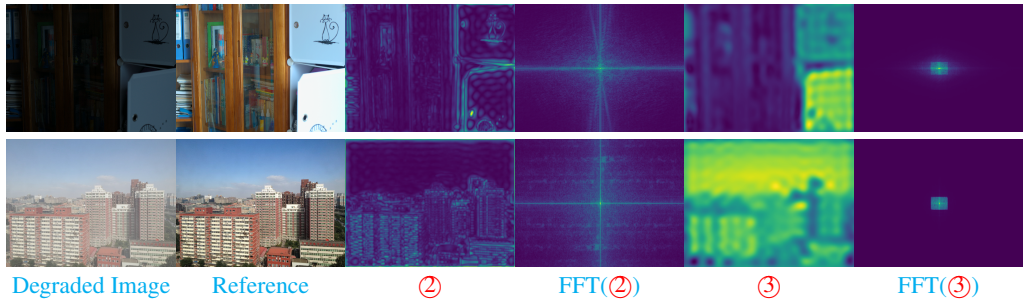 Degraded Image Reference ② FFT(②) ③ FFT(③)